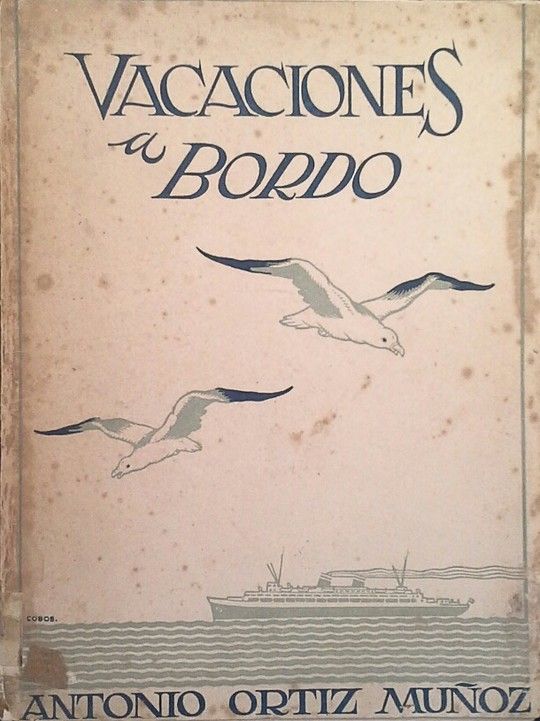 VACACIONES
a BORDO
COBOS.
ANTONIO ORTIZ MUÑOZ